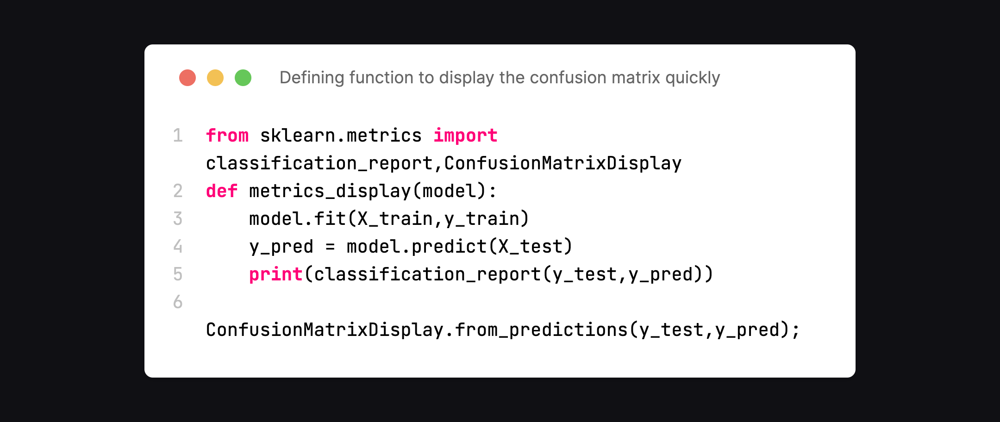 Defining function to display the confusion matrix quickly
1 from sklearn.metrics import
classification_report,ConfusionMatrixDisplay
2 def metrics_display(model):
3     model.fit(X_train,y_train)
4     y_pred = model.predict(X_test)
5     print(classification_report(y_test,y_pred))
6
ConfusionMatrixDisplay.from_predictions(y_test,y_pred);